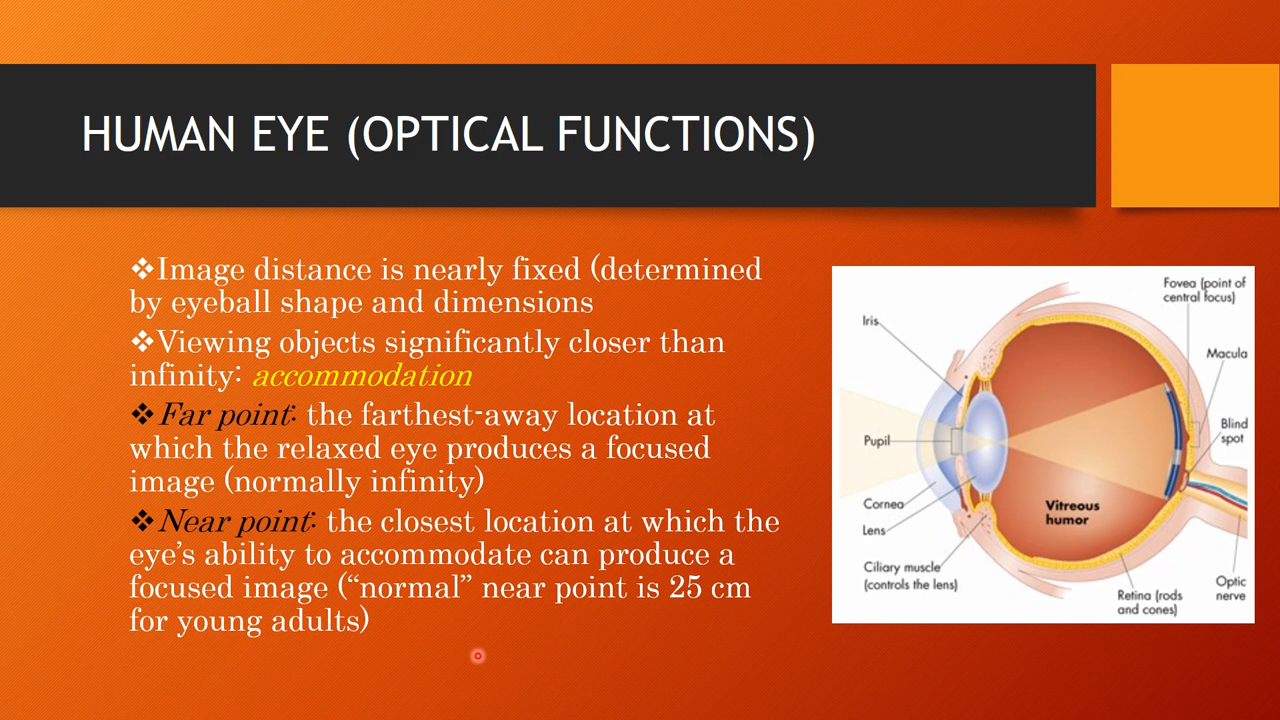 HUMAN EYE (OPTICAL FUNCTIONS)
❖Image distance is nearly fixed (determined
by eyeball shape and dimensions
❖Viewing objects significantly closer than
infinity: accommodation
❖Far point: the farthest-away location at
which the relaxed eye produces a focused
image (normally infinity)
❖Near point: the closest location at which the
eye’s ability to accommodate can produce a
focused image (“normal” near point is 25 cm
for young adults)
Fovea (point of
central focus)
Iris
Macula
Blind
spot
Pupil
Cornea
Lens
Vitreous
humor
Ciliary muscle
(controls the lens)
Optic
nerve
Retina (rods
and cones)